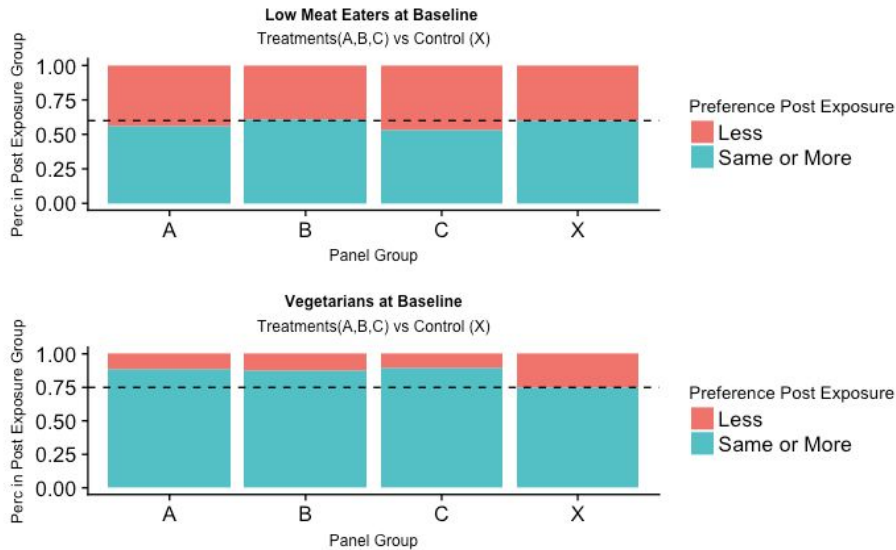 Low Meat Eaters at Baseline
Treatments(A,B,C) vs Control (X)
Perc in Post Exposure Group
1.00
0.75
0.50
0.25
0.00
A B C X
Panel Group
Preference Post Exposure
Less
Same or More
Vegetarians at Baseline
Treatments(A,B,C) vs Control (X)
Perc in Post Exposure Group
1.00
0.75
0.50
0.25
0.00
A B C X
Panel Group
Preference Post Exposure
Less
Same or More